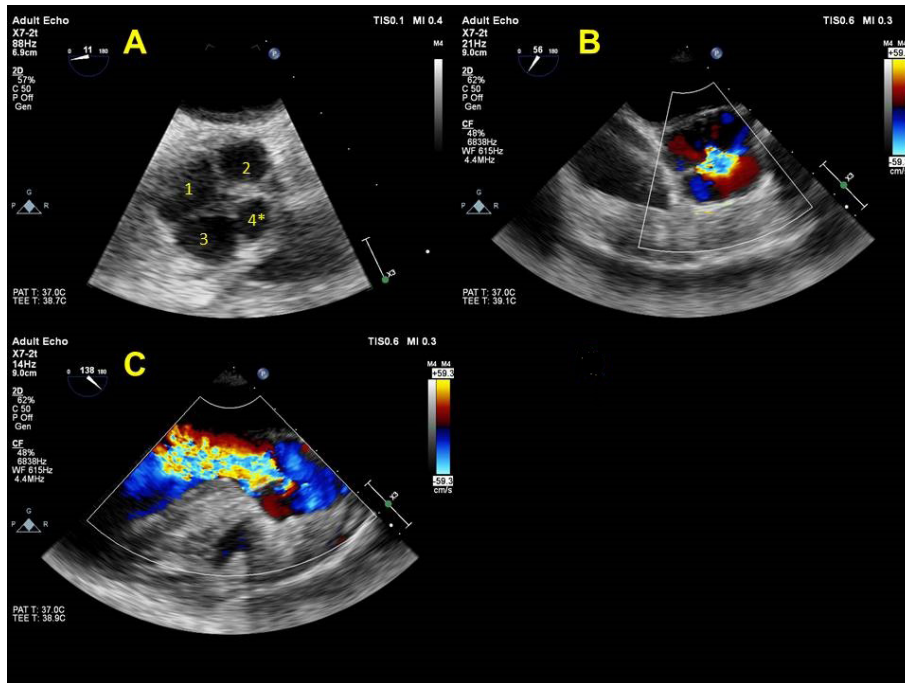 Adult Echo
TIS0.1 MI 0.4
X7-2t
88Hz
6.9cm
A
0 11 180
P
M4
2D
57%
C 50
P Off
Gen
2
1
4*
3
G
P R
X3
PAT T: 37.0C
TEE T: 38.7C
Adult Echo
TIS0.6 MI 0.3
X7-2t
21Hz
9.0cm
B
0 56 180
P
M4 M4
+59.
2D
62%
C 50
P Off
Gen
CF
48%
6838Hz
WF 615Hz
4.4MHz
-59.
cm/s
G
P R
X3
PAT T: 37.0C
TEE T: 39.1C
Adult Echo
TIS0.6 MI 0.3
X7-2t
14Hz
9.0cm
C
0 138 180
P
M4 M4
+59.3
2D
62%
C 50
P Off
Gen
CF
48%
6838Hz
WF 615Hz
4.4MHz
-59.3
cm/s
G
P R
X3
PAT T: 37.0C
TEE T: 38.9C